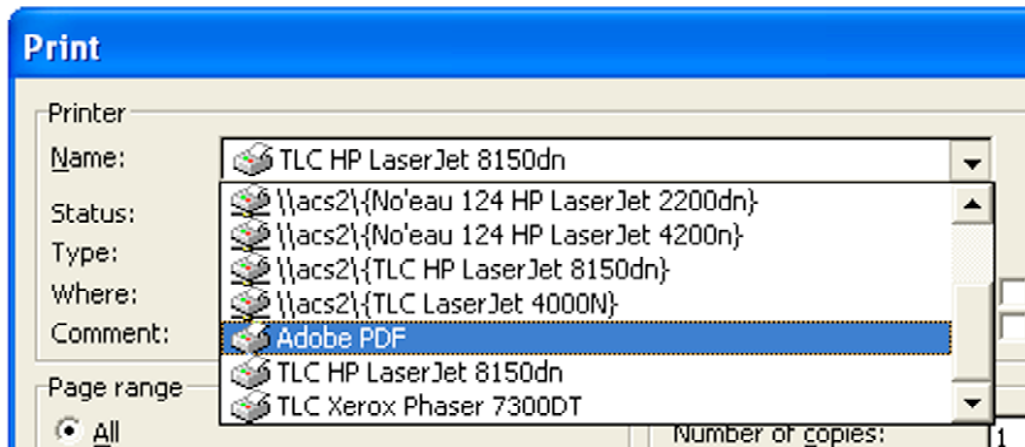 Print
Printer
Name:
TLC HP LaserJet 8150dn
\\acs2\{No'eau 124 HP LaserJet 2200dn}
Status:
\\acs2\{No'eau 124 HP LaserJet 4200n}
Type:
\\acs2\{TLC HP LaserJet 8150dn}
Where:
\\acs2\{TLC LaserJet 4000N}
Comment:
Adobe PDF
TLC HP LaserJet 8150dn
Page range
TLC Xerox Phaser 7300DT
All
Number of copies:
1